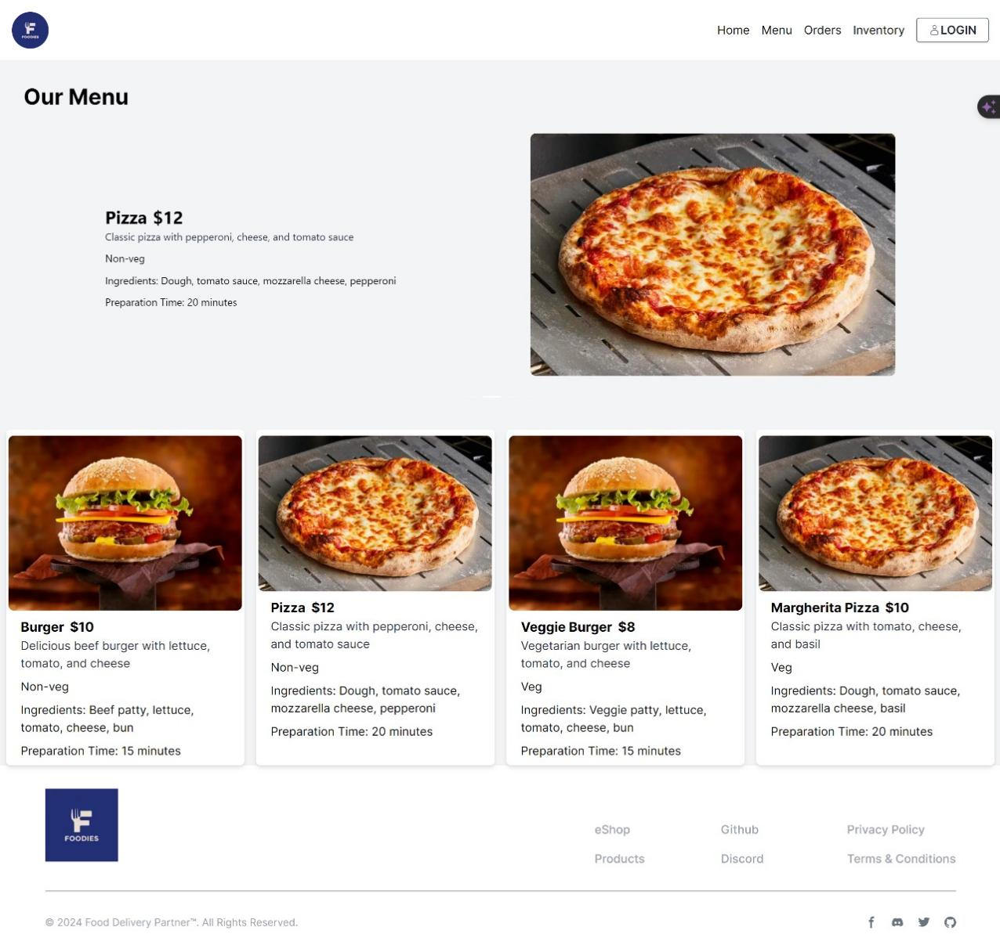 FOODIES
Home Menu Orders Inventory LOGIN
Our Menu
Pizza $12
Classic pizza with pepperoni, cheese, and tomato sauce
Non-veg
Ingredients: Dough, tomato sauce, mozzarella cheese, pepperoni
Preparation Time: 20 minutes
Burger $10
Delicious beef burger with lettuce,
tomato, and cheese
Non-veg
Ingredients: Beef patty, lettuce,
tomato, cheese, bun
Preparation Time: 15 minutes
Pizza $12
Classic pizza with pepperoni, cheese,
and tomato sauce
Non-veg
Ingredients: Dough, tomato sauce,
mozzarella cheese, pepperoni
Preparation Time: 20 minutes
Veggie Burger $8
Vegetarian burger with lettuce,
tomato, and cheese
Veg
Ingredients: Veggie patty, lettuce,
tomato, cheese, bun
Preparation Time: 15 minutes
Margherita Pizza $10
Classic pizza with tomato, cheese,
and basil
Veg
Ingredients: Dough, tomato sauce,
mozzarella cheese, basil
Preparation Time: 20 minutes
F
FOODIES
eShop Github Privacy Policy
Products Discord Terms & Conditions
© 2024 Food Delivery Partner™. All Rights Reserved.